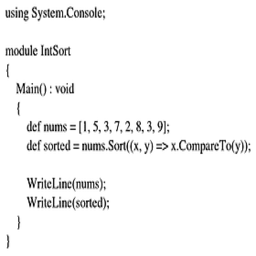 using System.Console;
module IntSort
{
Main() : void
{
def nums = [1, 5, 3, 7, 2, 8, 3, 9];
def sorted = nums.Sort((x, y) => x.CompareTo(y));
WriteLine(nums);
WriteLine(sorted);
}
}